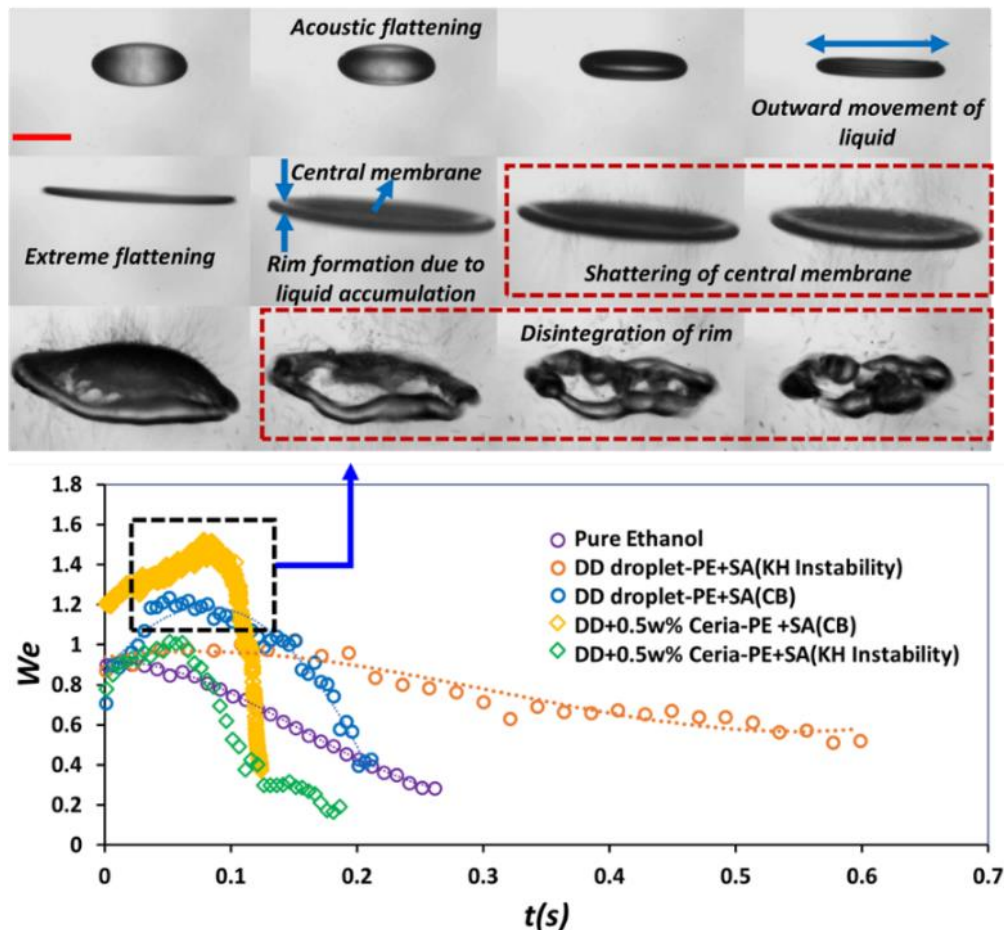 Acoustic flattening
Outward movement of
liquid
Central membrane
Extreme flattening
Rim formation due to
liquid accumulation
Shattering of central membrane
Disintegration of rim
1.8
1.6
1.4
1.2
1
0.8
0.6
0.4
0.2
0
We
Pure Ethanol
DD droplet-PE+SA(KH Instability)
DD droplet-PE+SA(CB)
DD+0.5w% Ceria-PE +SA(CB)
DD+0.5w% Ceria-PE+SA(KH Instability)
0 0.1 0.2 0.3 0.4 0.5 0.6 0.7
t(s)